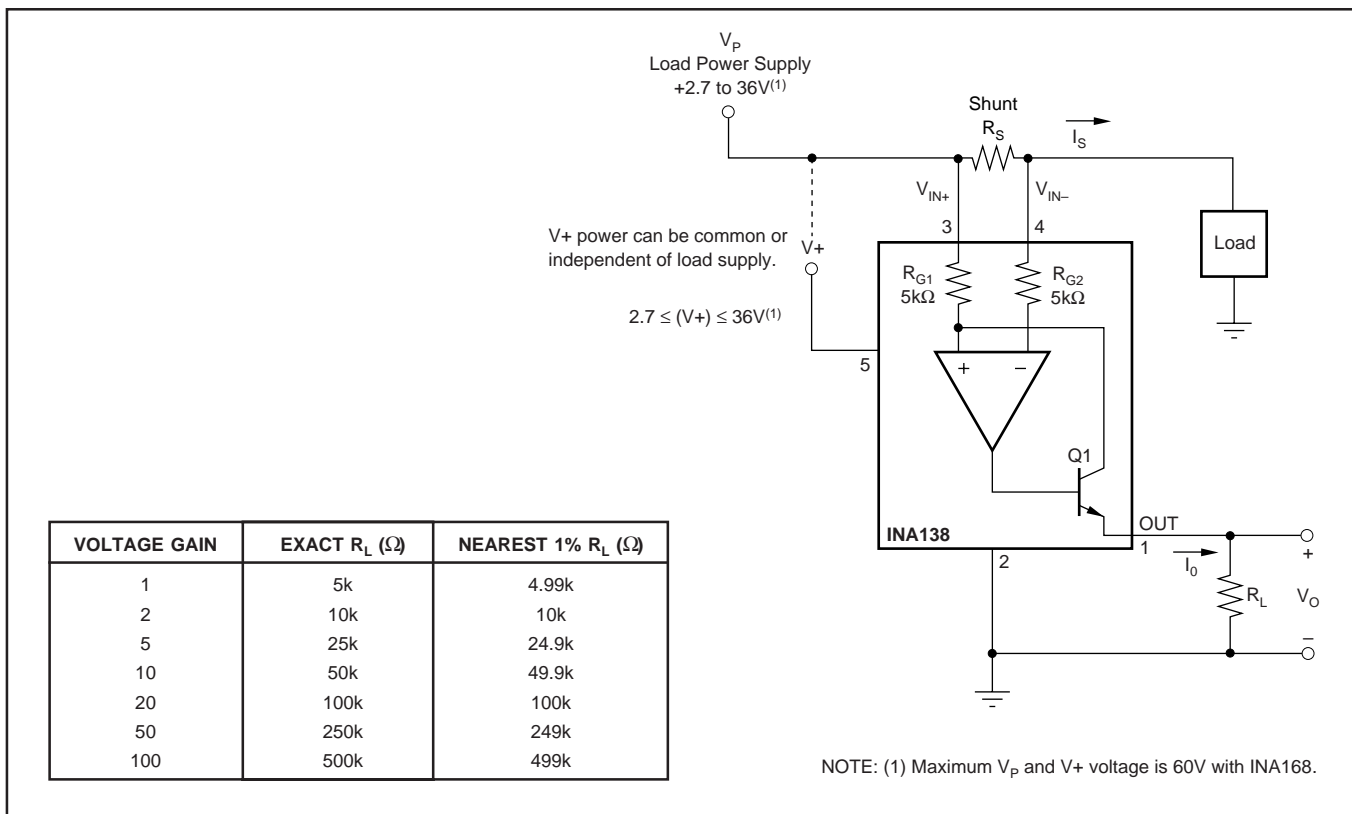 V_P
Load Power Supply
+2.7 to 36V(1)
Shunt
R_S
I_S
V_IN+
V_IN–
3
4
V+ power can be common or
independent of load supply.
V+
Load
R_G1
5kΩ
R_G2
5kΩ
2.7 ≤ (V+) ≤ 36V(1)
5
+
–
Q1
OUT
INA138
1
2
I_0
+
R_L
V_O
–
VOLTAGE GAIN EXACT R_L (Ω) NEAREST 1% R_L (Ω)
1 5k 4.99k
2 10k 10k
5 25k 24.9k
10 50k 49.9k
20 100k 100k
50 250k 249k
100 500k 499k
NOTE: (1) Maximum V_P and V+ voltage is 60V with INA168.